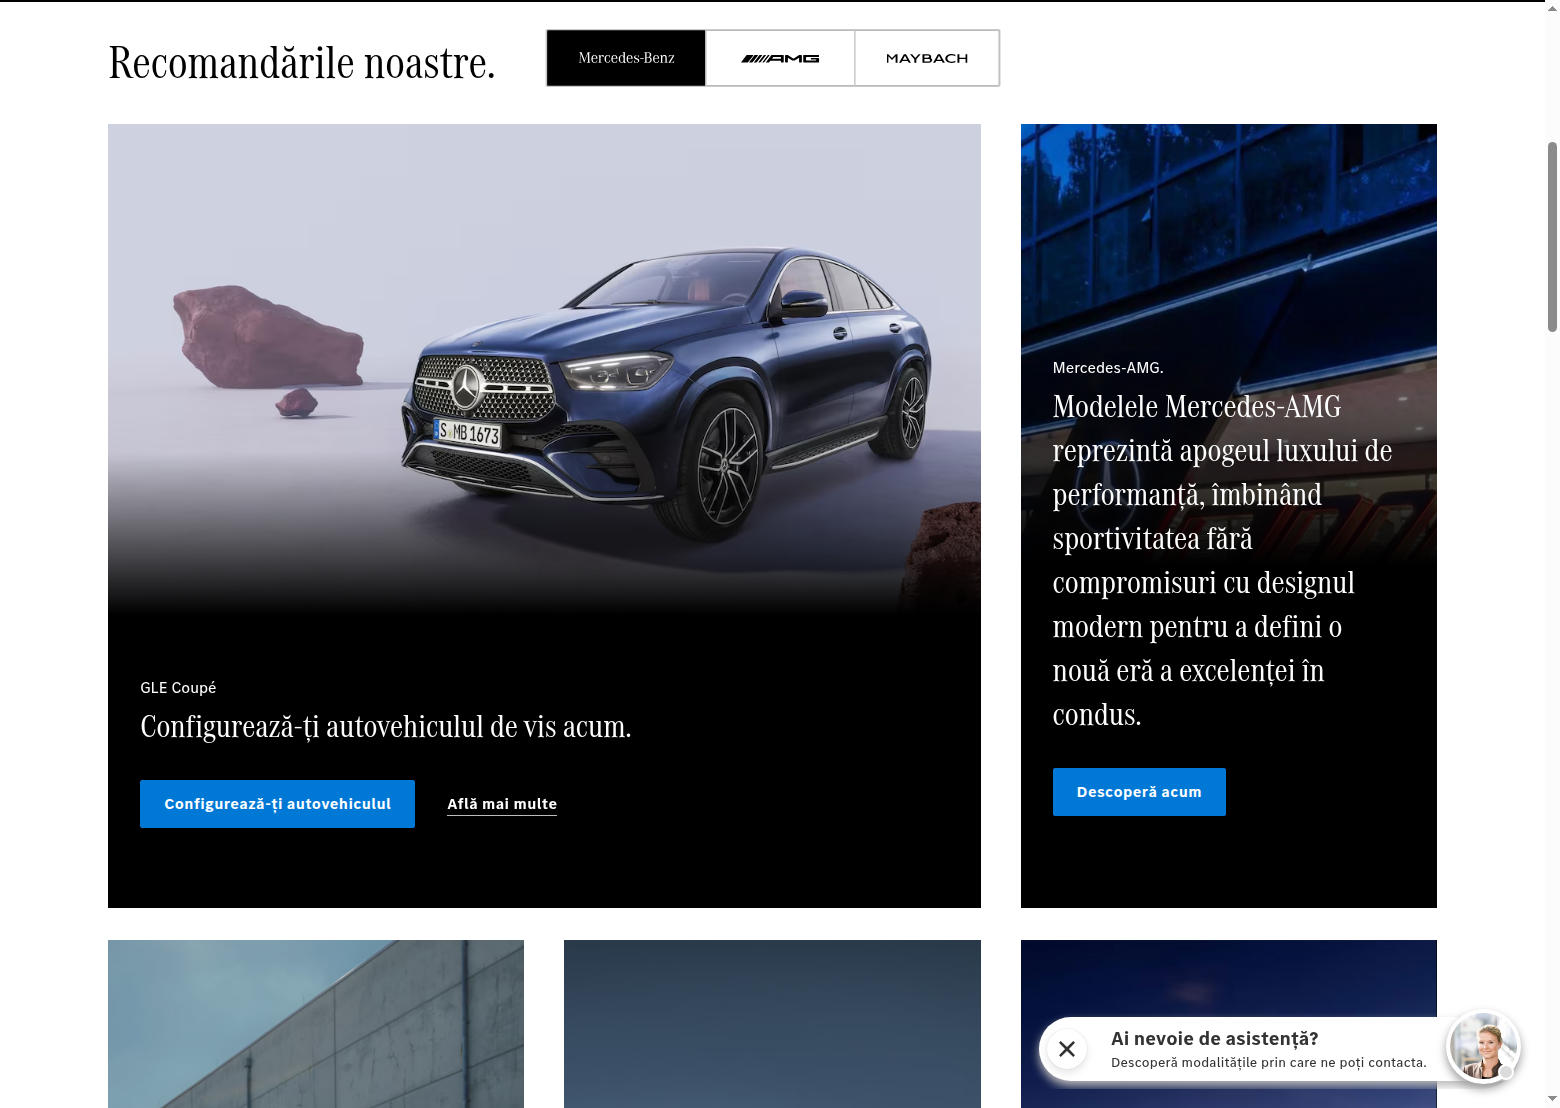 Recomandările noastre.
Mercedes-Benz
AMG
MAYBACH
S MB 1673
GLE Coupé
Configurează-ți autovehiculul de vis acum.
Configurează-ți autovehiculul
Află mai multe
Mercedes-AMG.
Modelele Mercedes-AMG
reprezintă apogeul luxului de
performanță, îmbinând
sportivitatea fără
compromisuri cu designul
modern pentru a defini o
nouă eră a excelenței în
condus.
Descoperă acum
Ai nevoie de asistență?
Descoperă modalitățile prin care ne poți contacta.